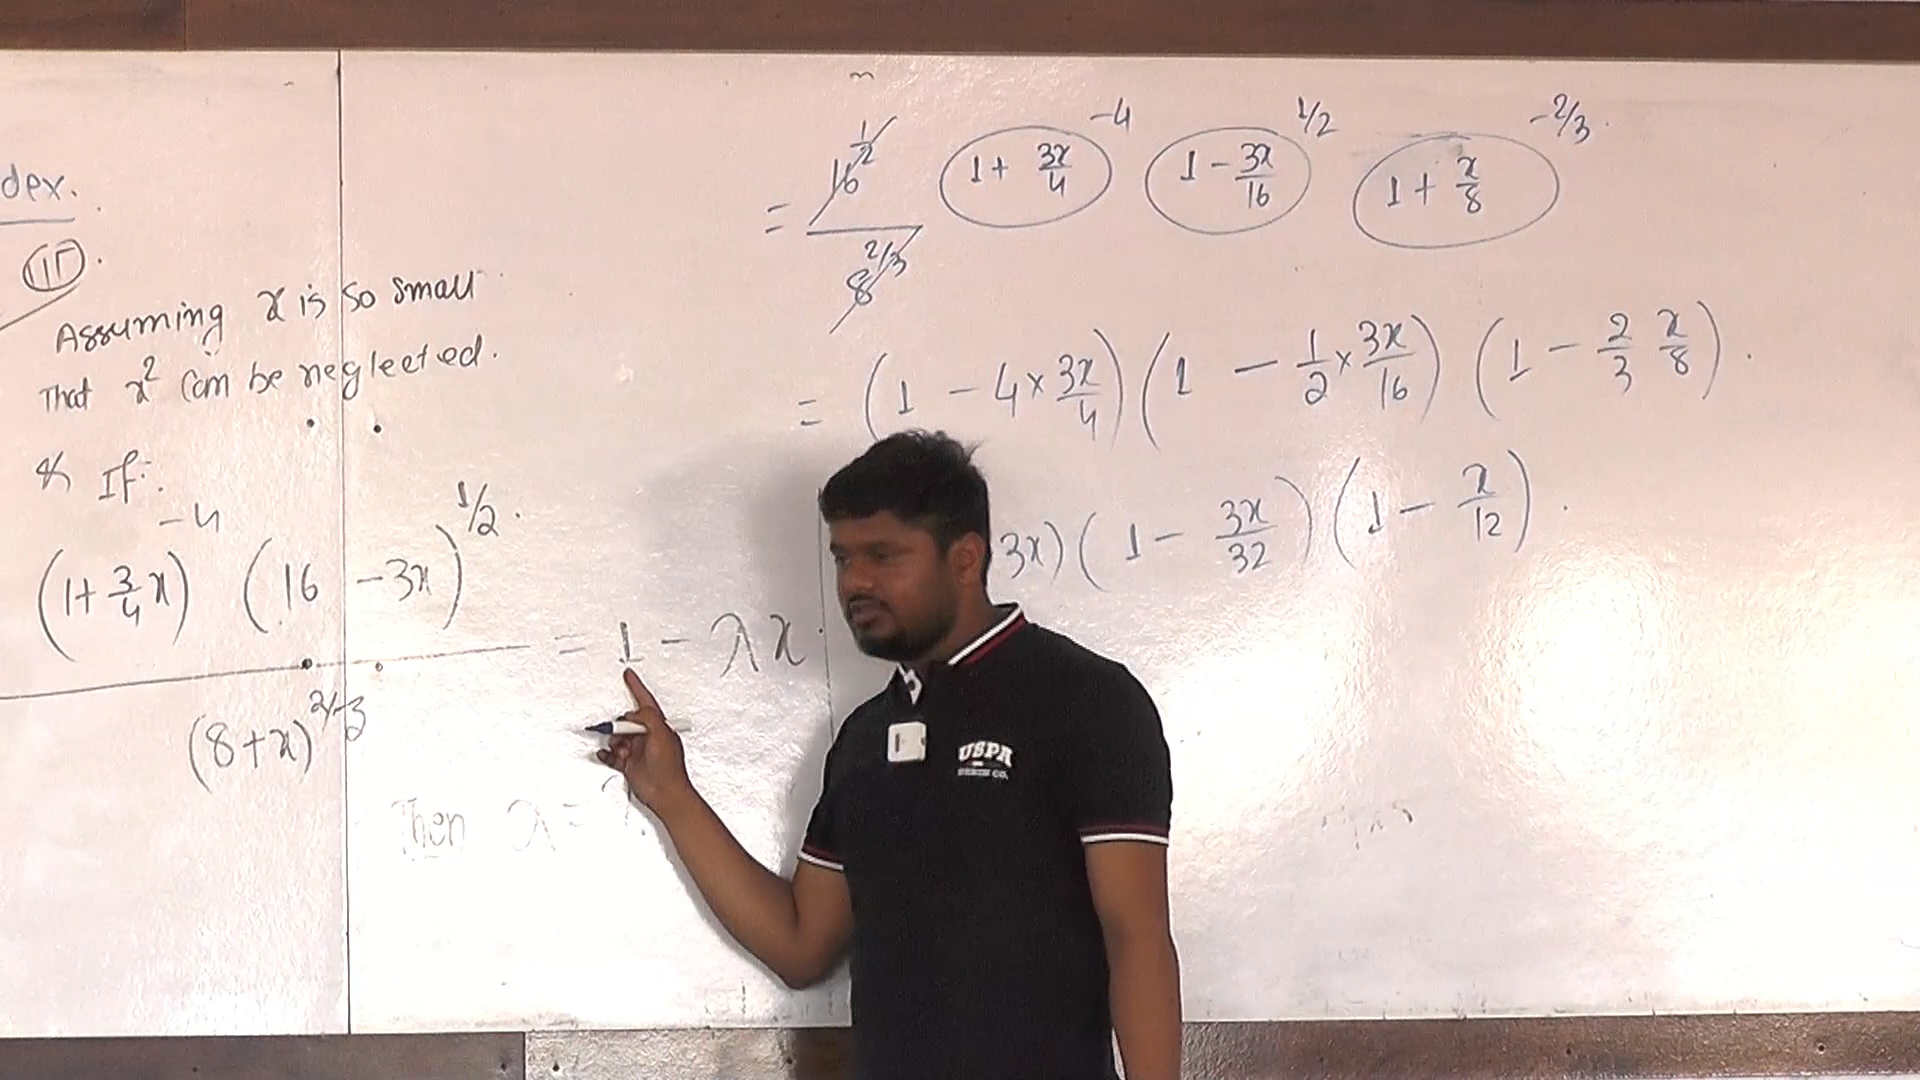 dex.
Assuming x is so small
That x² Can be neglected.
& If:
(1+ 3/4 x)⁻⁴ (16 -3x)^1/2.
= 1 - λx.
(8+x)^2/3
Then λ = ?.
= 16^1/2 / 8^2/3 (1+ 3x/4)^-4 (1 - 3x/16)^1/2 (1 + x/8)^-2/3.
= (1 - 4 × 3x/4) (1 - 1/2 × 3x/16) (1 - 2/3 x/8).
3x) (1 - 3x/32) (1 - x/12).
USPA